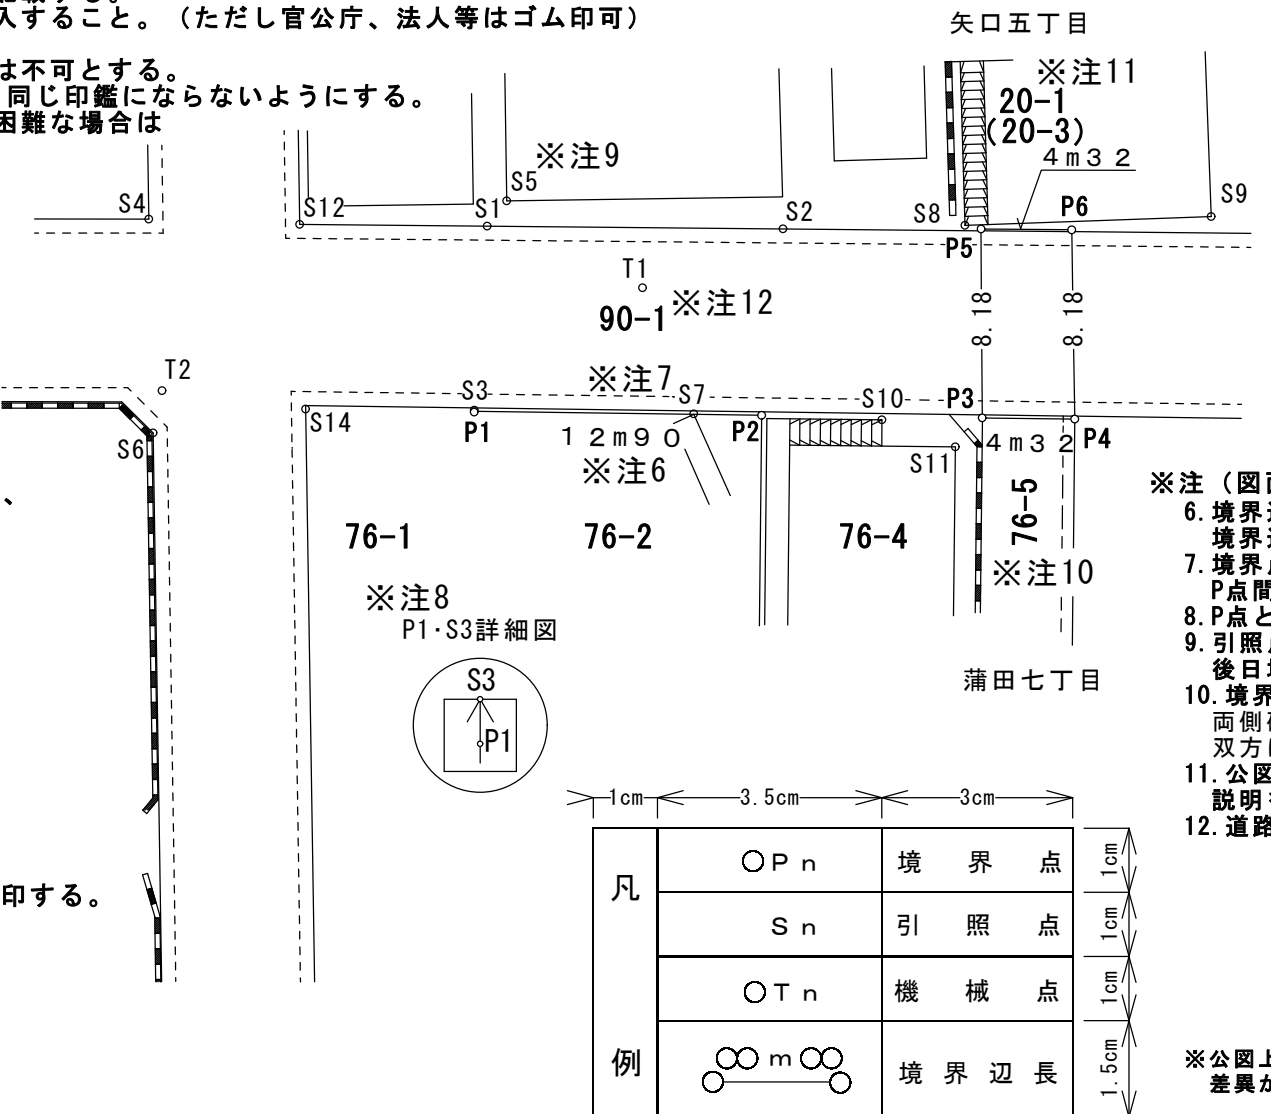 入すること。（ただし官公庁、法人等はゴム印可）
は不可とする。
同じ印鑑にならないようにする。
困難な場合は
矢口五丁目
※注11
20-1
(20-3)
4m32
※注9
S4
S12
S1
S5
S2
S8
P5
P6
S9
T1
90-1
※注12
8.18
8.18
T2
S6
S14
※注7
S3
P1
S7
12m90
※注6
P2
S10
S11
P3
4m32
P4
76-1
76-2
76-4
76-5
※注10
※注8
P1･S3詳細図
S3
P1
蒲田七丁目
、
印する。
※注（図面
6.境界
境界
7.境界
P点間
8.P点と
9.引照
後日
10.境界
両側
双方
11.公図
説明
12.道路
1cm
3.5cm
3cm
凡例
○Pn 境界点
1cm
Sn 引照点
1cm
○Tn 機械点
1cm
○○m○○ 境界辺長
1.5cm
※公図上
差異が